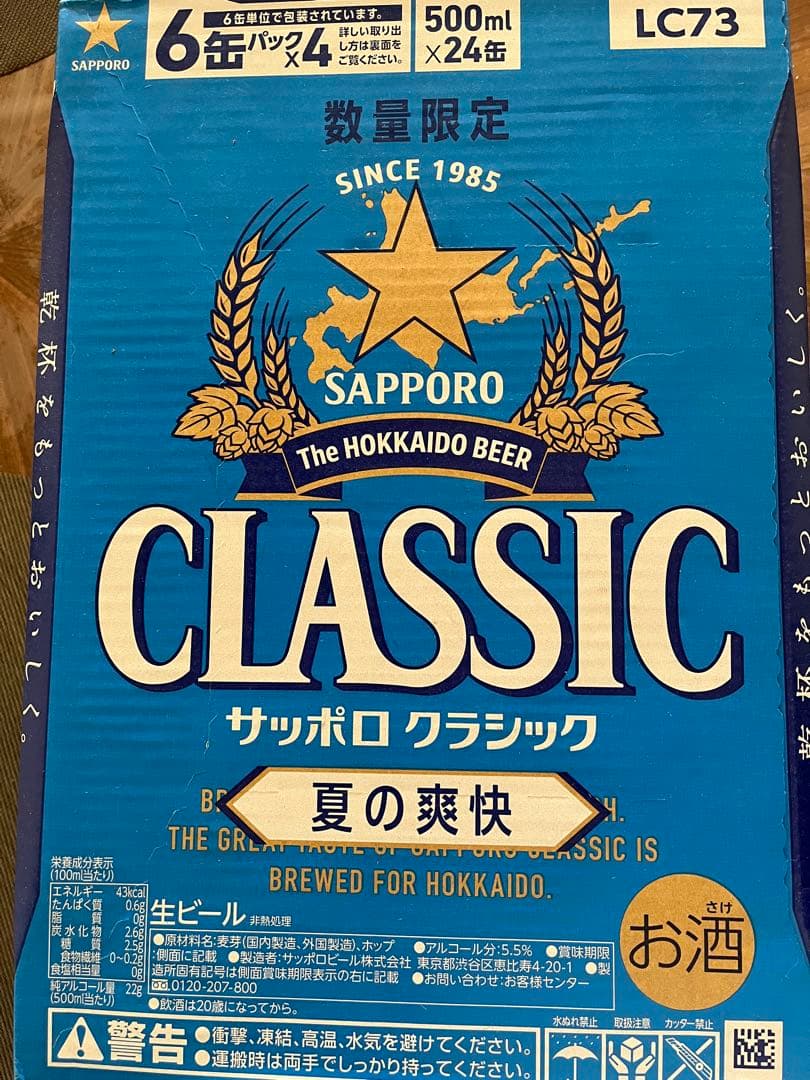 SAPPORO
6缶単位で包装されています。
6缶パック×4
詳しい取り出
し方は裏面を
ご覧ください。
500ml
×24缶
LC73
数量限定
SINCE 1985
SAPPORO
The HOKKAIDO BEER
CLASSIC
サッポロ クラシック
夏の爽快
THE GREAT TASTE OF SAPPORO CLASSIC IS
BREWED FOR HOKKAIDO.
乾杯をもっとおいしく。
乾杯をもっとおいしく。
栄養成分表示
(100ml当たり)
エネルギー 43kcal
たんぱく質 0.6g
脂質 0g
炭水化物 2.6g
糖質 2.5g
食物繊維 0~0.2g
食塩相当量 0g
純アルコール量
(500ml当たり) 22g
生ビール 非熱処理
●原材料名:麦芽(国内製造、外国製造)、ホップ ●アルコール分:5.5% ●賞味期限
:側面に記載 ●製造者:サッポロビール株式会社 東京都渋谷区恵比寿4-20-1 ●製
造所固有記号は側面賞味期限表示の右に記載 ●お問い合わせ:お客様センター
0120-207-800
●飲酒は20歳になってから。
さけ
お酒
警告
●衝撃、凍結、高温、水気を避けてください。
●運搬時は両手でしっかり持ってください。
水ぬれ禁止
取扱注意
カッター禁止